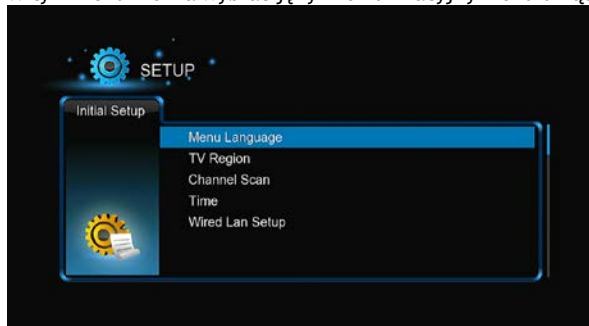 SETUP
Initial Setup
Menu Language
TV Region
Channel Scan
Time
Wired Lan Setup